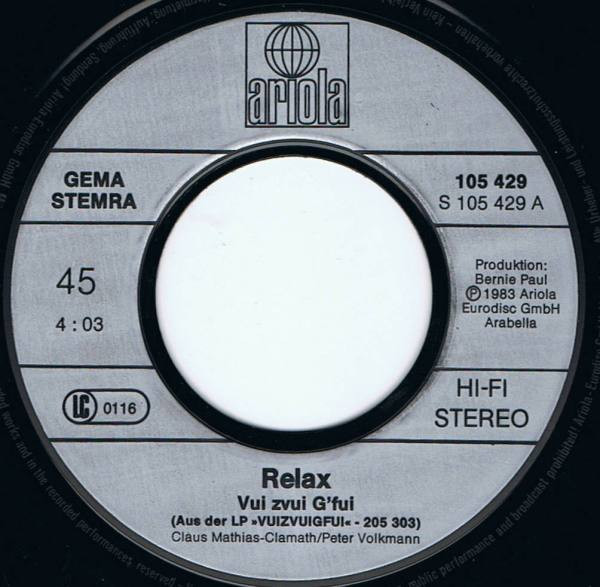 ariola
GEMA
STEMRA
105 429
S 105 429 A
45
4 : 03
Produktion:
Bernie Paul
Ⓟ 1983 Ariola
Eurodisc GmbH
Arabella
LC 0116
HI-FI
STEREO
Relax
Vui zvui G'fui
(Aus der LP »VUIZVUIGFUI« - 205 303)
Claus Mathias-Clamath/Peter Volkmann